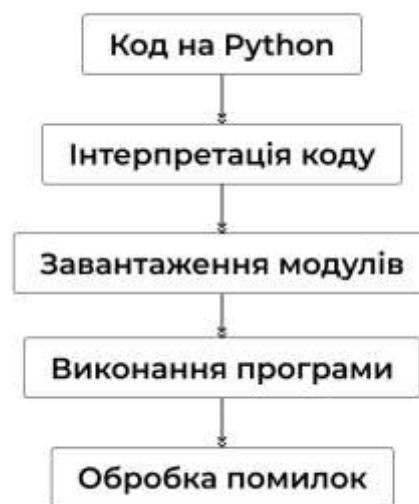 Код на Python
Інтерпретація коду
Завантаження модулів
Виконання програми
Обробка помилок